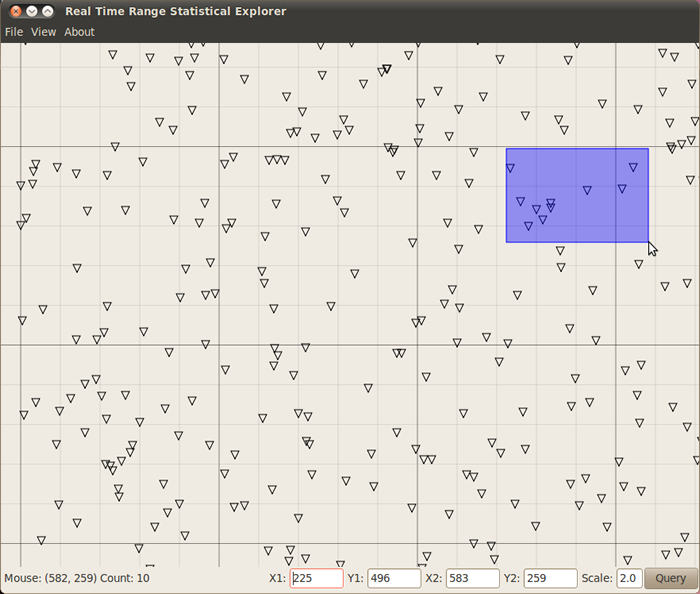 Real Time Range Statistical Explorer
File View About
Mouse: (582, 259) Count: 10 X1: 225 Y1: 496 X2: 583 Y2: 259 Scale: 2.0 Query